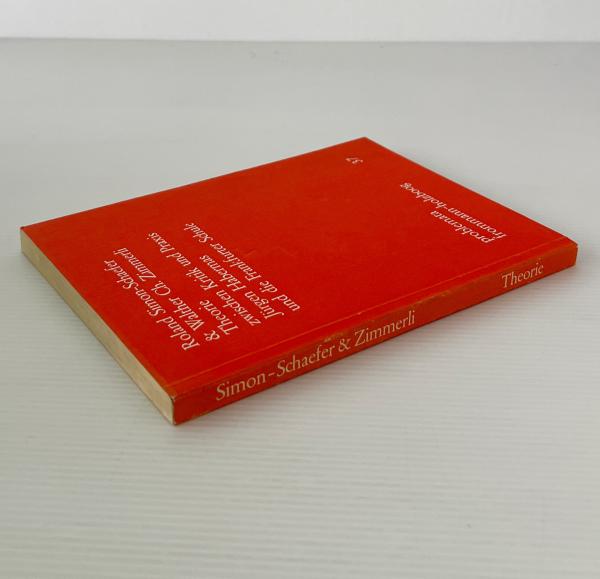 Roland Simon-Schaefer
& Walther Ch. Zimmerli
Theorie
zwischen Kritik und Praxis
Jürgen Habermas
und die Frankfurter Schule
problemata
frommann-holzboog
37
Simon-Schaefer & Zimmerli
Theorie